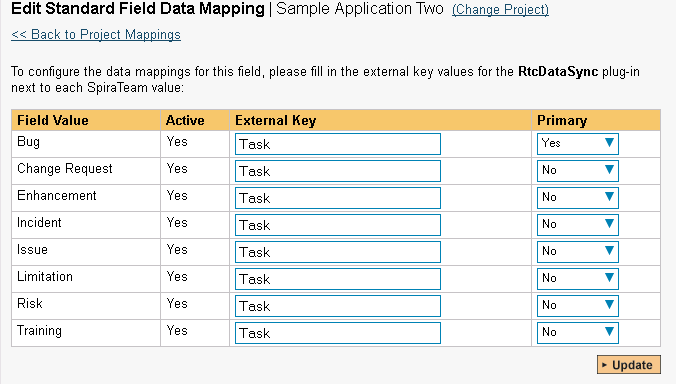 Edit Standard Field Data Mapping | Sample Application Two (Change Project)
<< Back to Project Mappings
To configure the data mappings for this field, please fill in the external key values for the RtcDataSync plug-in
next to each SpiraTeam value:
Field Value Active External Key Primary
Bug Yes Task Yes
Change Request Yes Task No
Enhancement Yes Task No
Incident Yes Task No
Issue Yes Task No
Limitation Yes Task No
Risk Yes Task No
Training Yes Task No
Update